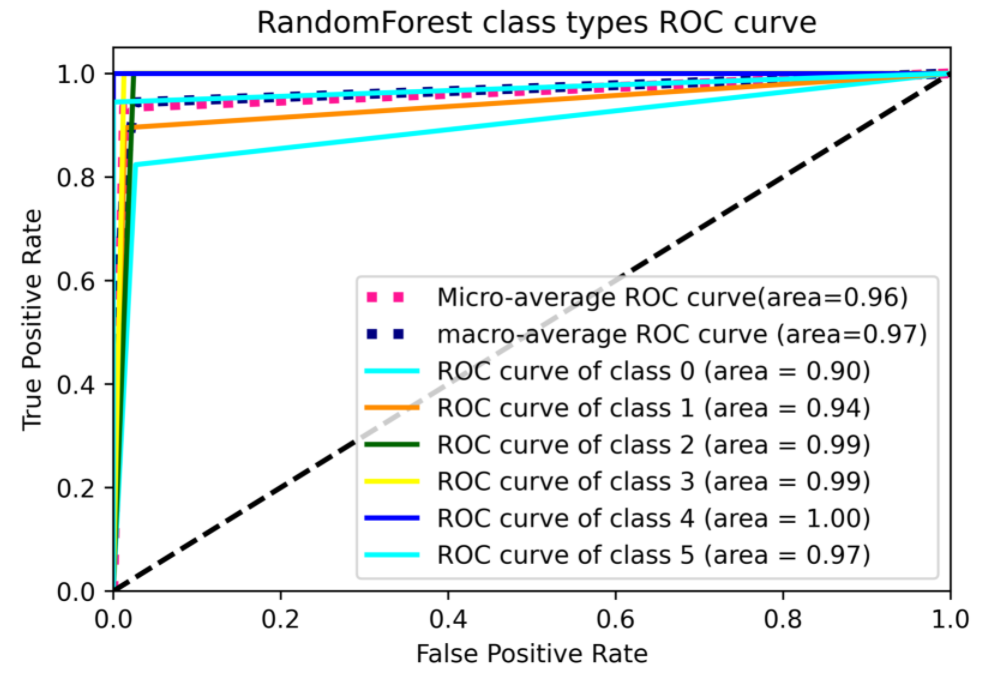 RandomForest class types ROC curve
1.0
0.8
0.6
0.4
0.2
0.0
True Positive Rate
Micro-average ROC curve(area=0.96)
macro-average ROC curve (area=0.97)
ROC curve of class 0 (area = 0.90)
ROC curve of class 1 (area = 0.94)
ROC curve of class 2 (area = 0.99)
ROC curve of class 3 (area = 0.99)
ROC curve of class 4 (area = 1.00)
ROC curve of class 5 (area = 0.97)
0.0 0.2 0.4 0.6 0.8 1.0
False Positive Rate